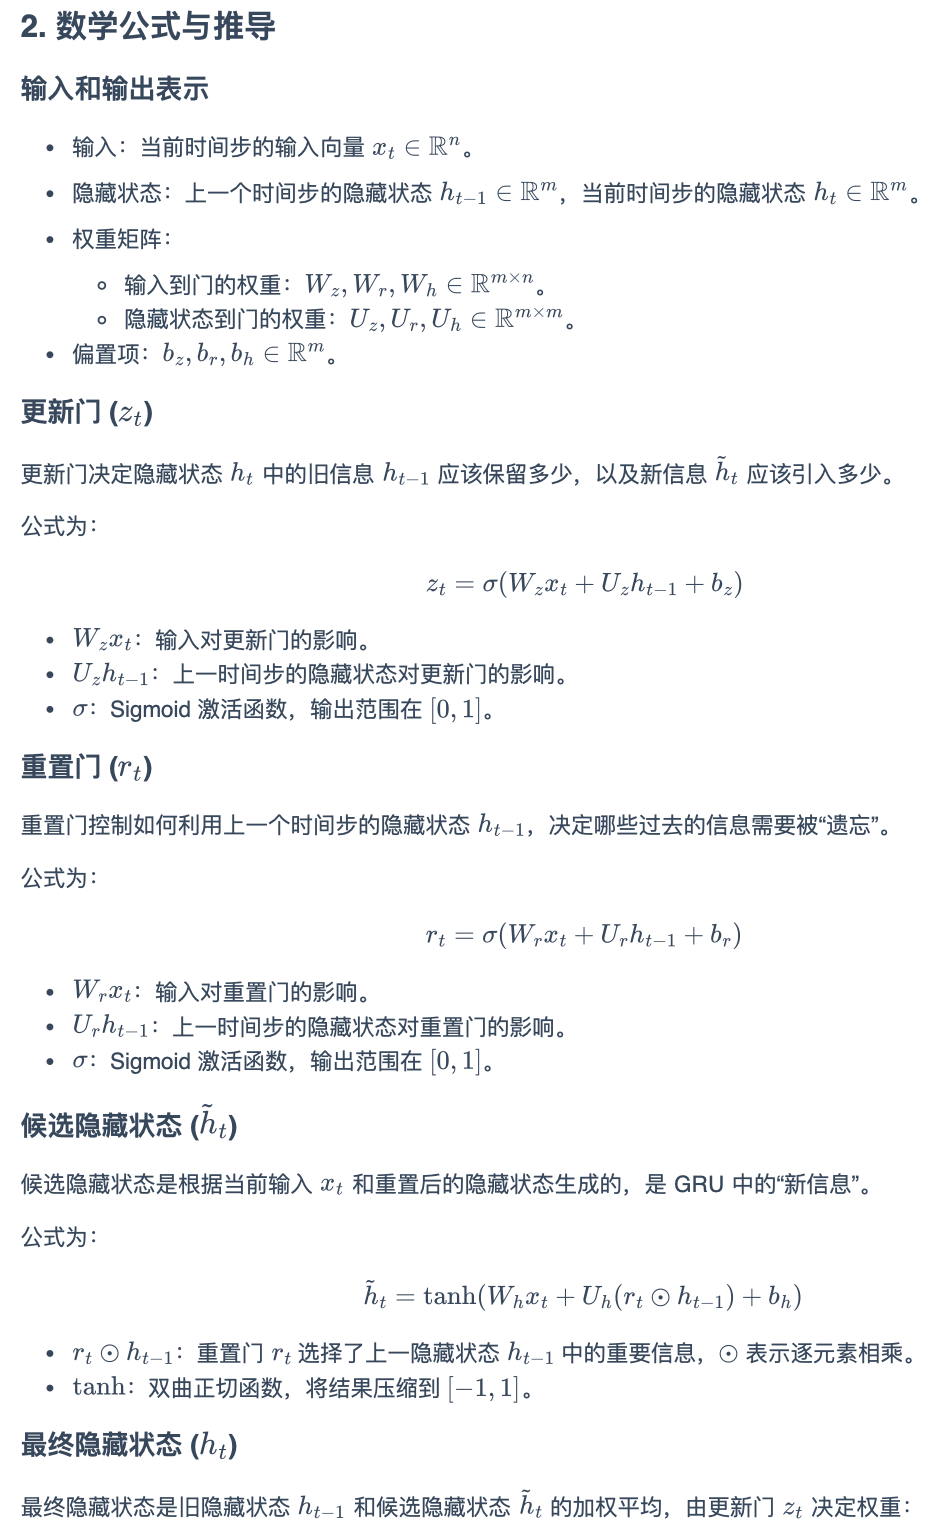 2. 数学公式与推导
输入和输出表示
• 输入：当前时间步的输入向量 $x_t \in \mathbb{R}^n$。
• 隐藏状态：上一个时间步的隐藏状态 $h_{t-1} \in \mathbb{R}^m$，当前时间步的隐藏状态 $h_t \in \mathbb{R}^m$。
• 权重矩阵：
◦ 输入到门的权重：$W_z, W_r, W_h \in \mathbb{R}^{m \times n}$。
◦ 隐藏状态到门的权重：$U_z, U_r, U_h \in \mathbb{R}^{m \times m}$。
• 偏置项：$b_z, b_r, b_h \in \mathbb{R}^m$。
更新门 ($z_t$)
更新门决定隐藏状态 $h_t$ 中的旧信息 $h_{t-1}$ 应该保留多少，以及新信息 $\tilde{h}_t$ 应该引入多少。
公式为：
$z_t = \sigma(W_z x_t + U_z h_{t-1} + b_z)$
• $W_z x_t$：输入对更新门的影响。
• $U_z h_{t-1}$：上一时间步的隐藏状态对更新门的影响。
• $\sigma$：Sigmoid 激活函数，输出范围在 $[0, 1]$。
重置门 ($r_t$)
重置门控制如何利用上一个时间步的隐藏状态 $h_{t-1}$，决定哪些过去的信息需要被“遗忘”。
公式为：
$r_t = \sigma(W_r x_t + U_r h_{t-1} + b_r)$
• $W_r x_t$：输入对重置门的影响。
• $U_r h_{t-1}$：上一时间步的隐藏状态对重置门的影响。
• $\sigma$：Sigmoid 激活函数，输出范围在 $[0, 1]$。
候选隐藏状态 ($\tilde{h}_t$)
候选隐藏状态是根据当前输入 $x_t$ 和重置后的隐藏状态生成的，是 GRU 中的“新信息”。
公式为：
$\tilde{h}_t = \tanh(W_h x_t + U_h(r_t \odot h_{t-1}) + b_h)$
• $r_t \odot h_{t-1}$：重置门 $r_t$ 选择了上一隐藏状态 $h_{t-1}$ 中的重要信息，$\odot$ 表示逐元素相乘。
• $\tanh$：双曲正切函数，将结果压缩到 $[-1, 1]$。
最终隐藏状态 ($h_t$)
最终隐藏状态是旧隐藏状态 $h_{t-1}$ 和候选隐藏状态 $\tilde{h}_t$ 的加权平均，由更新门 $z_t$ 决定权重：